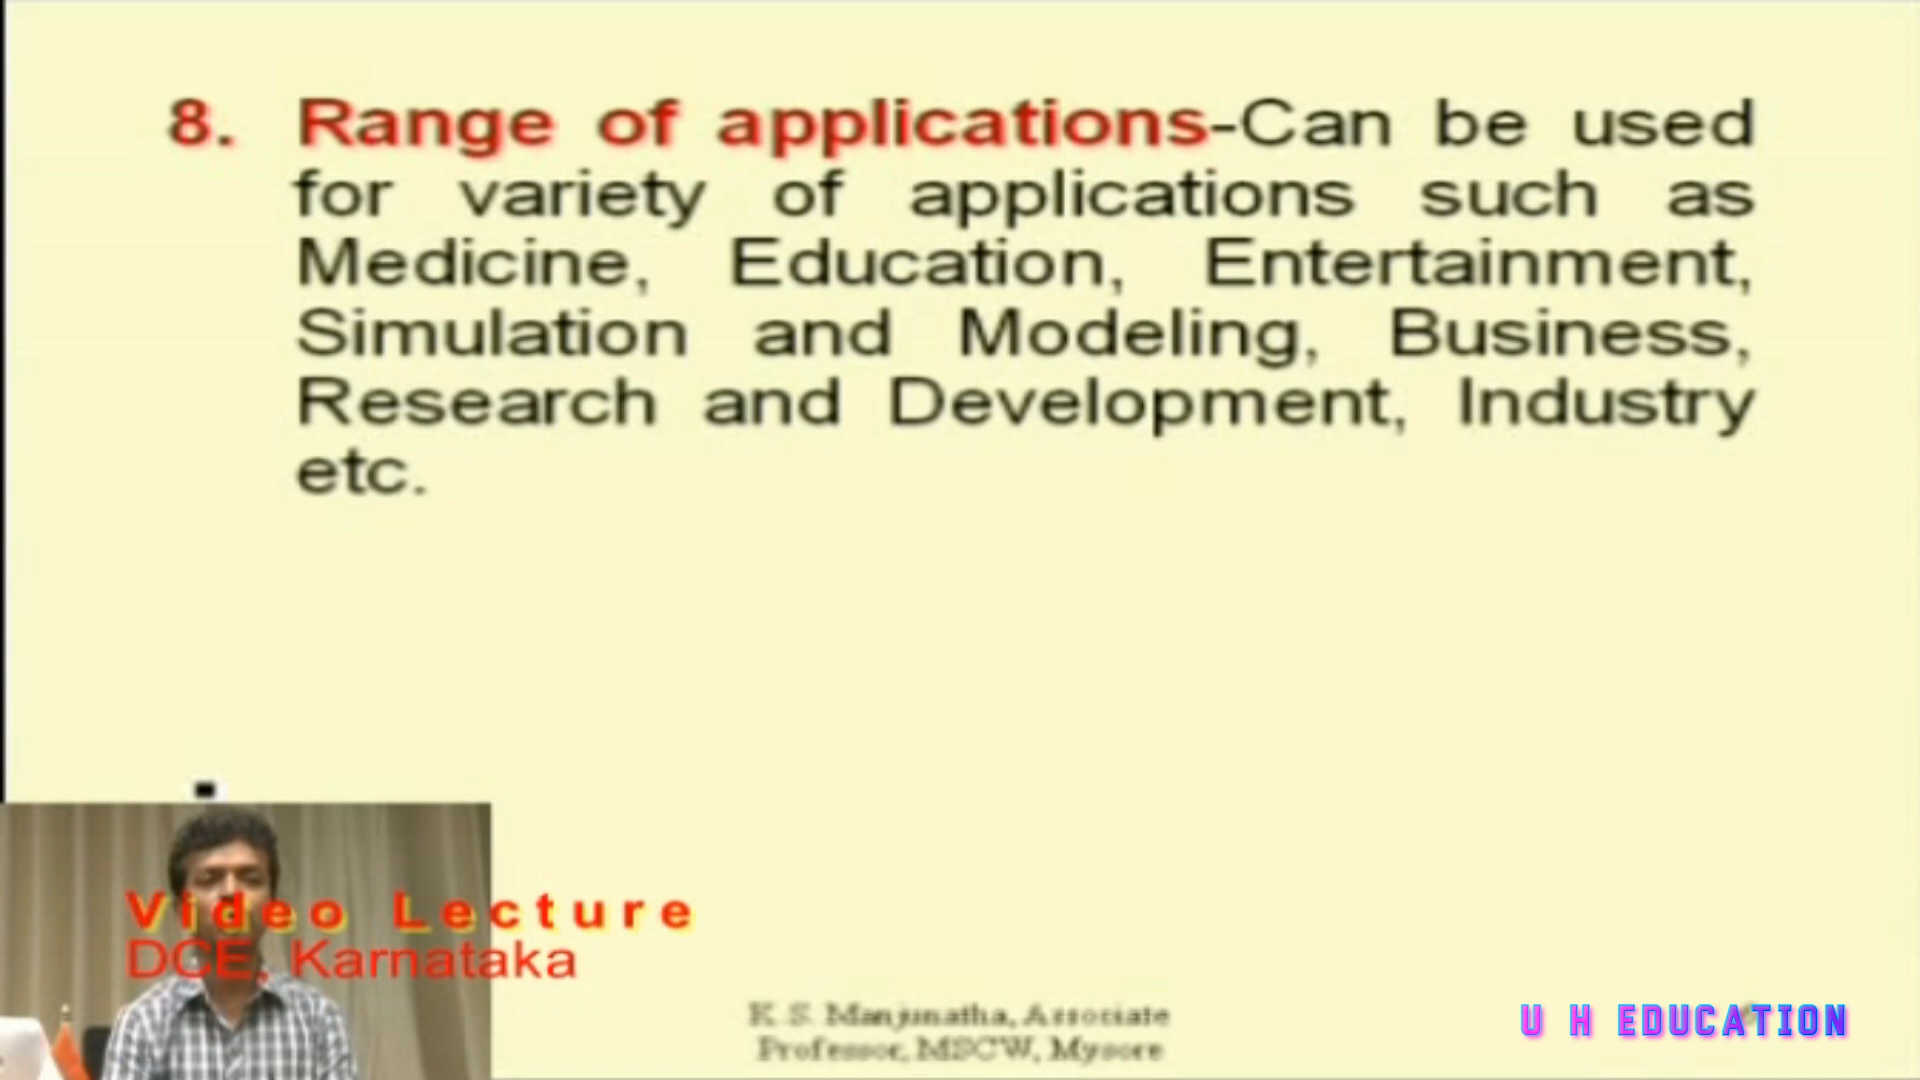 8. Range of applications-Can be used
for variety of applications such as
Medicine, Education, Entertainment,
Simulation and Modeling, Business,
Research and Development, Industry
etc.
Video Lecture
DCE, Karnataka
K. S. Manjunatha, Associate
Professor, MSCW, Mysore
U H EDUCATION